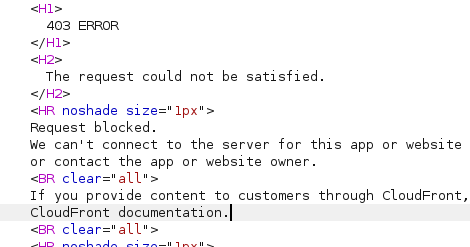 <H1>
403 ERROR
</H1>
<H2>
The request could not be satisfied.
</H2>
<HR noshade size="1px">
Request blocked.
We can't connect to the server for this app or website
or contact the app or website owner.
<BR clear="all">
If you provide content to customers through CloudFront,
CloudFront documentation.
<BR clear="all">
<HR noshade size="1px">